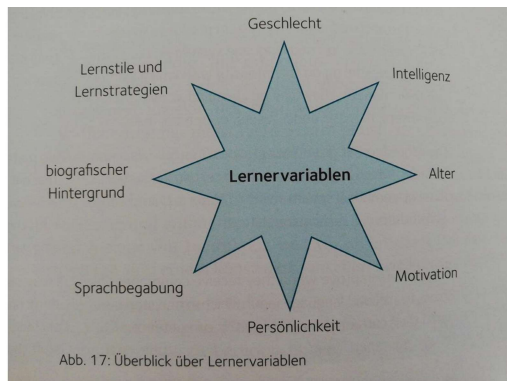 Geschlecht
Intelligenz
Alter
Motivation
Persönlichkeit
Sprachbegabung
biografischer
Hintergrund
Lernstile und
Lernstrategien
Lernervariablen
Abb. 17: Überblick über Lernervariablen